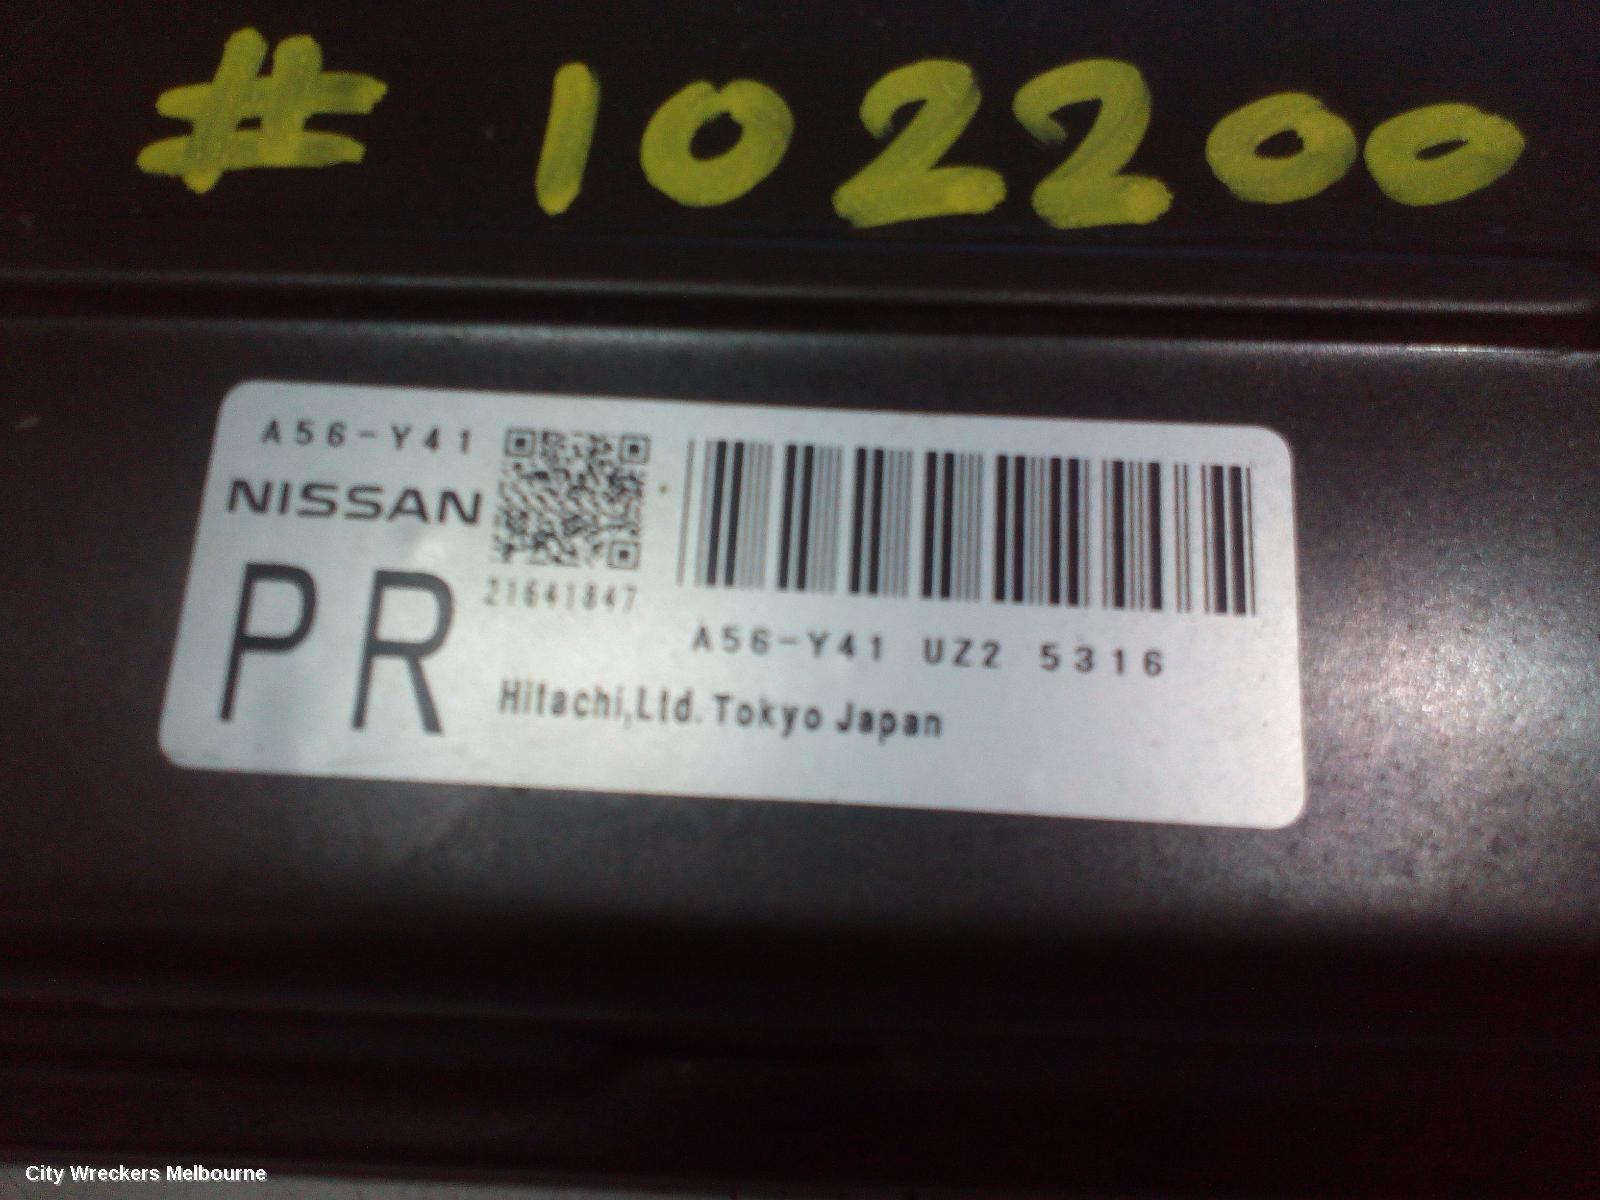 # 102200
A56-Y41
NISSAN
PR
21641847
A56-Y41 UZ2 5316
Hitachi,Ltd. Tokyo Japan
City Wreckers Melbourne